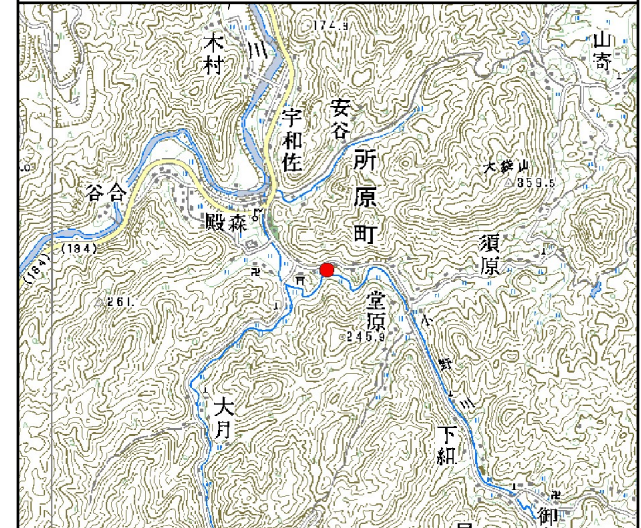 木村
川
174.9
山寄
安谷
宇和佐
所原町
大袋山
359.5
谷合
殿森
須原
(184)
(184)
261.
堂原
245.9
小野川
大月
下組
御